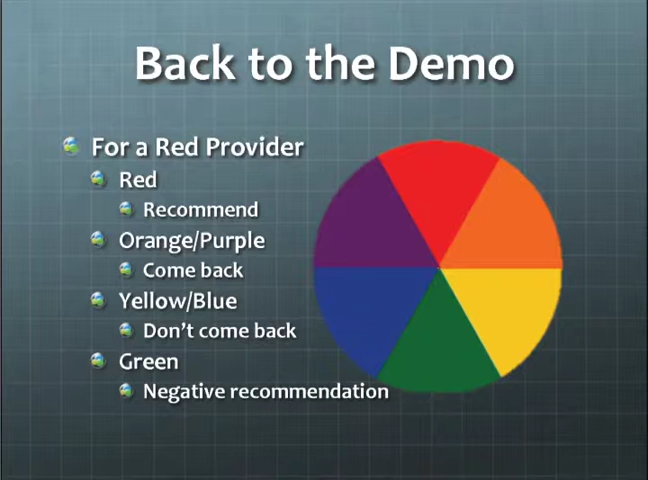 Back to the Demo
For a Red Provider
Red
Recommend
Orange/Purple
Come back
Yellow/Blue
Don't come back
Green
Negative recommendation